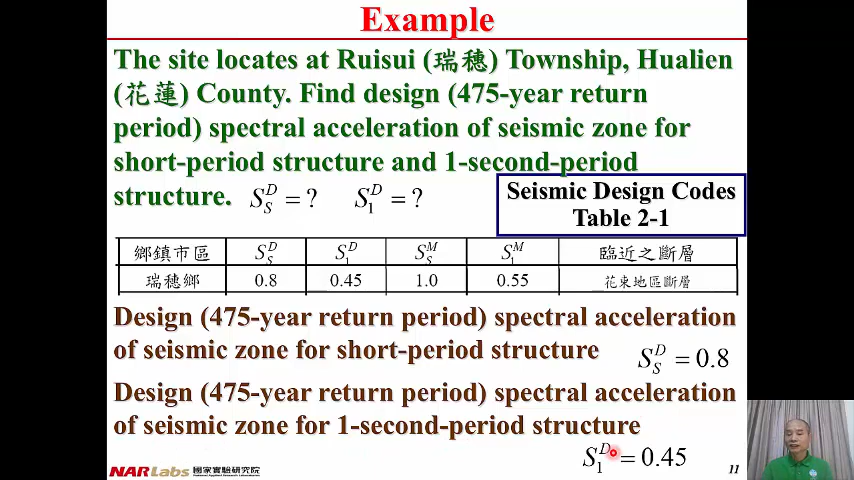 Example
The site locates at Ruisui (瑞穗) Township, Hualien
(花蓮) County. Find design (475-year return
period) spectral acceleration of seismic zone for
short-period structure and 1-second-period
structure. S_S^D = ? S_1^D = ?
Seismic Design Codes
Table 2-1
鄉鎮市區 S_S^D S_1^D S_S^M S_1^M 臨近之斷層
瑞穗鄉 0.8 0.45 1.0 0.55 花東地區斷層
Design (475-year return period) spectral acceleration
of seismic zone for short-period structure S_S^D = 0.8
Design (475-year return period) spectral acceleration
of seismic zone for 1-second-period structure
S_1^D = 0.45
NARLabs 國家實驗研究院 11